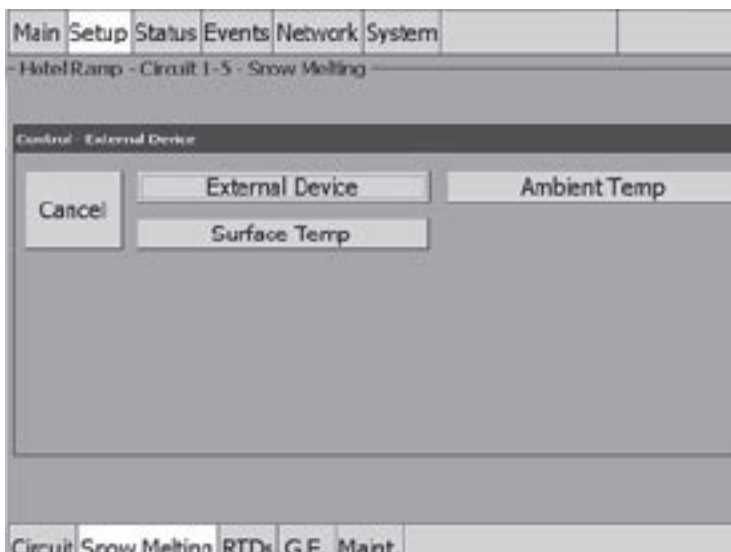 Main Setup Status Events Network System
- Hotel Ramp - Circuit 1-5 - Snow Melting
Control - External Device
Cancel
External Device
Ambient Temp
Surface Temp
Circuit Snow Melting RTDs G.F. Maint.